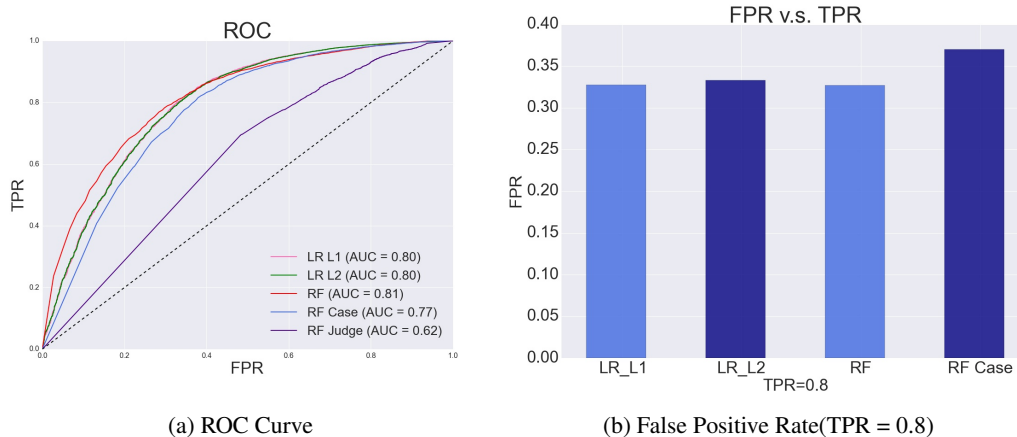 ROC
1.0
0.8
0.6
0.4
0.2
0.0
TPR
LR L1 (AUC = 0.80)
LR L2 (AUC = 0.80)
RF (AUC = 0.81)
RF Case (AUC = 0.77)
RF Judge (AUC = 0.62)
0.0 0.2 0.4 0.6 0.8 1.0
FPR
(a) ROC Curve
FPR v.s. TPR
0.40
0.35
0.30
0.25
0.20
0.15
0.10
0.05
0.00
FPR
LR_L1 LR_L2 RF RF Case
TPR=0.8
(b) False Positive Rate(TPR = 0.8)